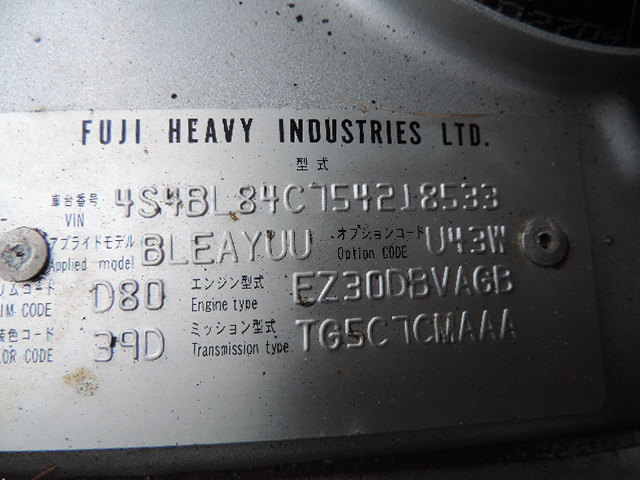 FUJI HEAVY INDUSTRIES LTD.
型式
車台番号 VIN 4S4BL84C754218533
アプライドモデル Applied model BLEAYUU オプションコード Option CODE U43W
リムコード IM CODE D80 エンジン型式 Engine type EZ30DBVAGB
装色コード OR CODE 39D ミッション型式 Transmission type TG5C7CMAAA